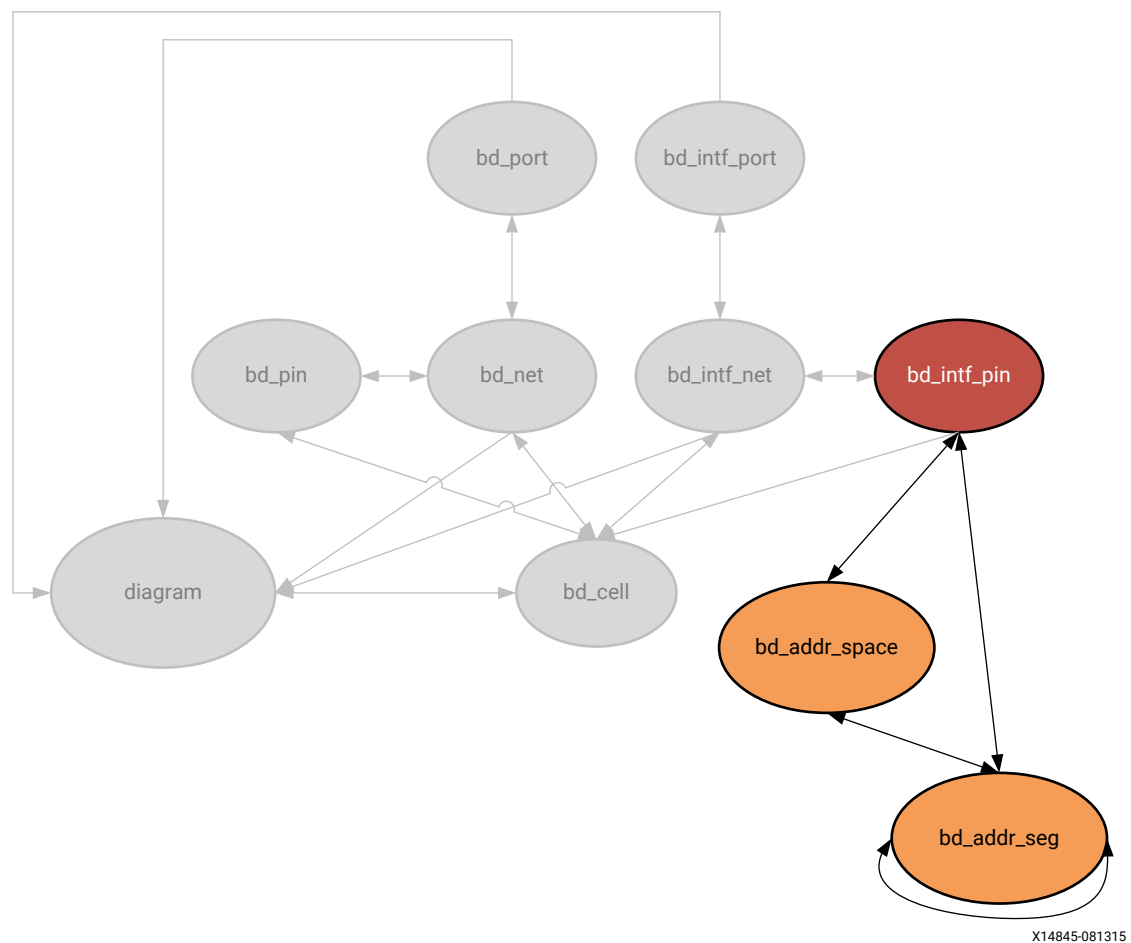 bd_port
bd_intf_port
bd_pin
bd_net
bd_intf_net
bd_intf_pin
diagram
bd_cell
bd_addr_space
bd_addr_seg
X14845-081315